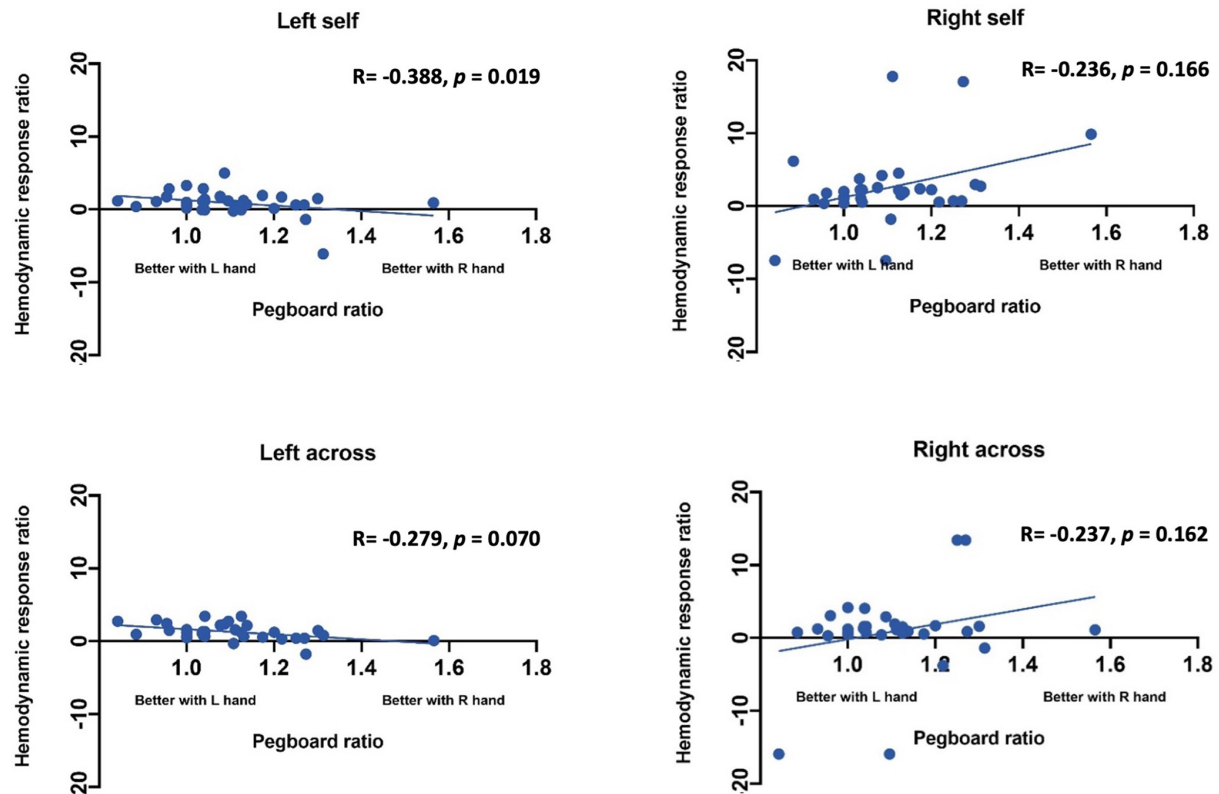 Left self
Hemodynamic response ratio
20
10
0
-10
-20
R= -0.388, p = 0.019
1.0 1.2 1.4 1.6 1.8
Better with L hand Better with R hand
Pegboard ratio
Right self
Hemodynamic response ratio
20
10
0
-10
-20
R= -0.236, p = 0.166
1.0 1.2 1.4 1.6 1.8
Better with L hand Better with R hand
Pegboard ratio
Left across
Hemodynamic response ratio
20
10
0
-10
-20
R= -0.279, p = 0.070
1.0 1.2 1.4 1.6 1.8
Better with L hand Better with R hand
Pegboard ratio
Right across
Hemodynamic response ratio
20
10
0
-10
-20
R= -0.237, p = 0.162
1.0 1.2 1.4 1.6 1.8
Better with L hand Better with R hand
Pegboard ratio